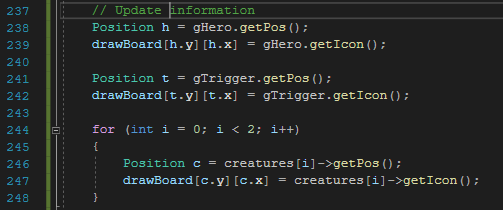 237 // Update information
238 Position h = gHero.getPos();
239 drawBoard[h.y][h.x] = gHero.getIcon();
240
241 Position t = gTrigger.getPos();
242 drawBoard[t.y][t.x] = gTrigger.getIcon();
243
244 for (int i = 0; i < 2; i++)
245 {
246 Position c = creatures[i]->getPos();
247 drawBoard[c.y][c.x] = creatures[i]->getIcon();
248 }